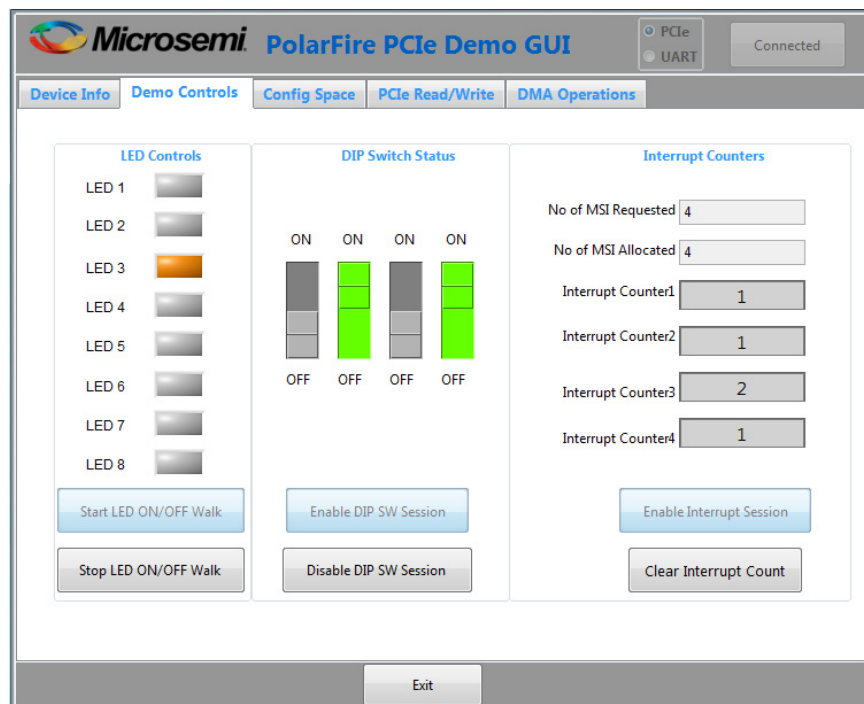 Microsemi.
PolarFire PCIe Demo GUI
PCIe
UART
Connected
Device Info
Demo Controls
Config Space
PCIe Read/Write
DMA Operations
LED Controls
LED 1
LED 2
LED 3
LED 4
LED 5
LED 6
LED 7
LED 8
Start LED ON/OFF Walk
Stop LED ON/OFF Walk
DIP Switch Status
ON ON ON ON
OFF OFF OFF OFF
Enable DIP SW Session
Disable DIP SW Session
Interrupt Counters
No of MSI Requested 4
No of MSI Allocated 4
Interrupt Counter1 1
Interrupt Counter2 1
Interrupt Counter3 2
Interrupt Counter4 1
Enable Interrupt Session
Clear Interrupt Count
Exit